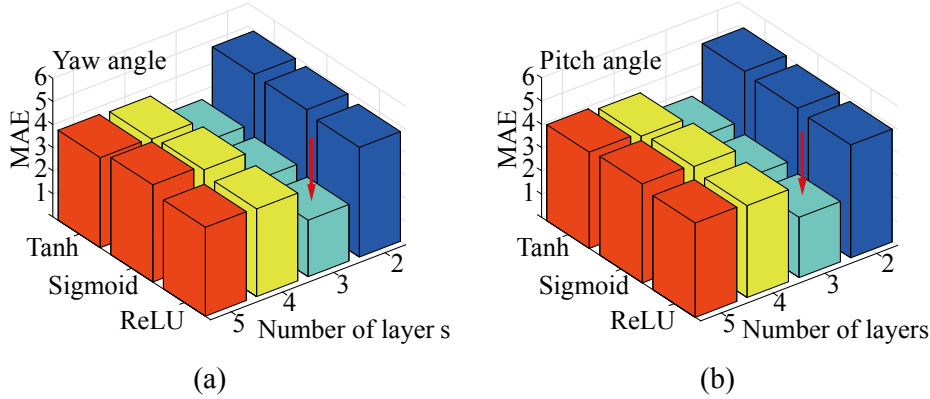 Yaw angle
6
5
4
3
2
1
MAE
Tanh
Sigmoid
ReLU
5
4
3
2
Number of layer s
(a)
Pitch angle
6
5
4
3
2
1
MAE
Tanh
Sigmoid
ReLU
5
4
3
2
Number of layers
(b)